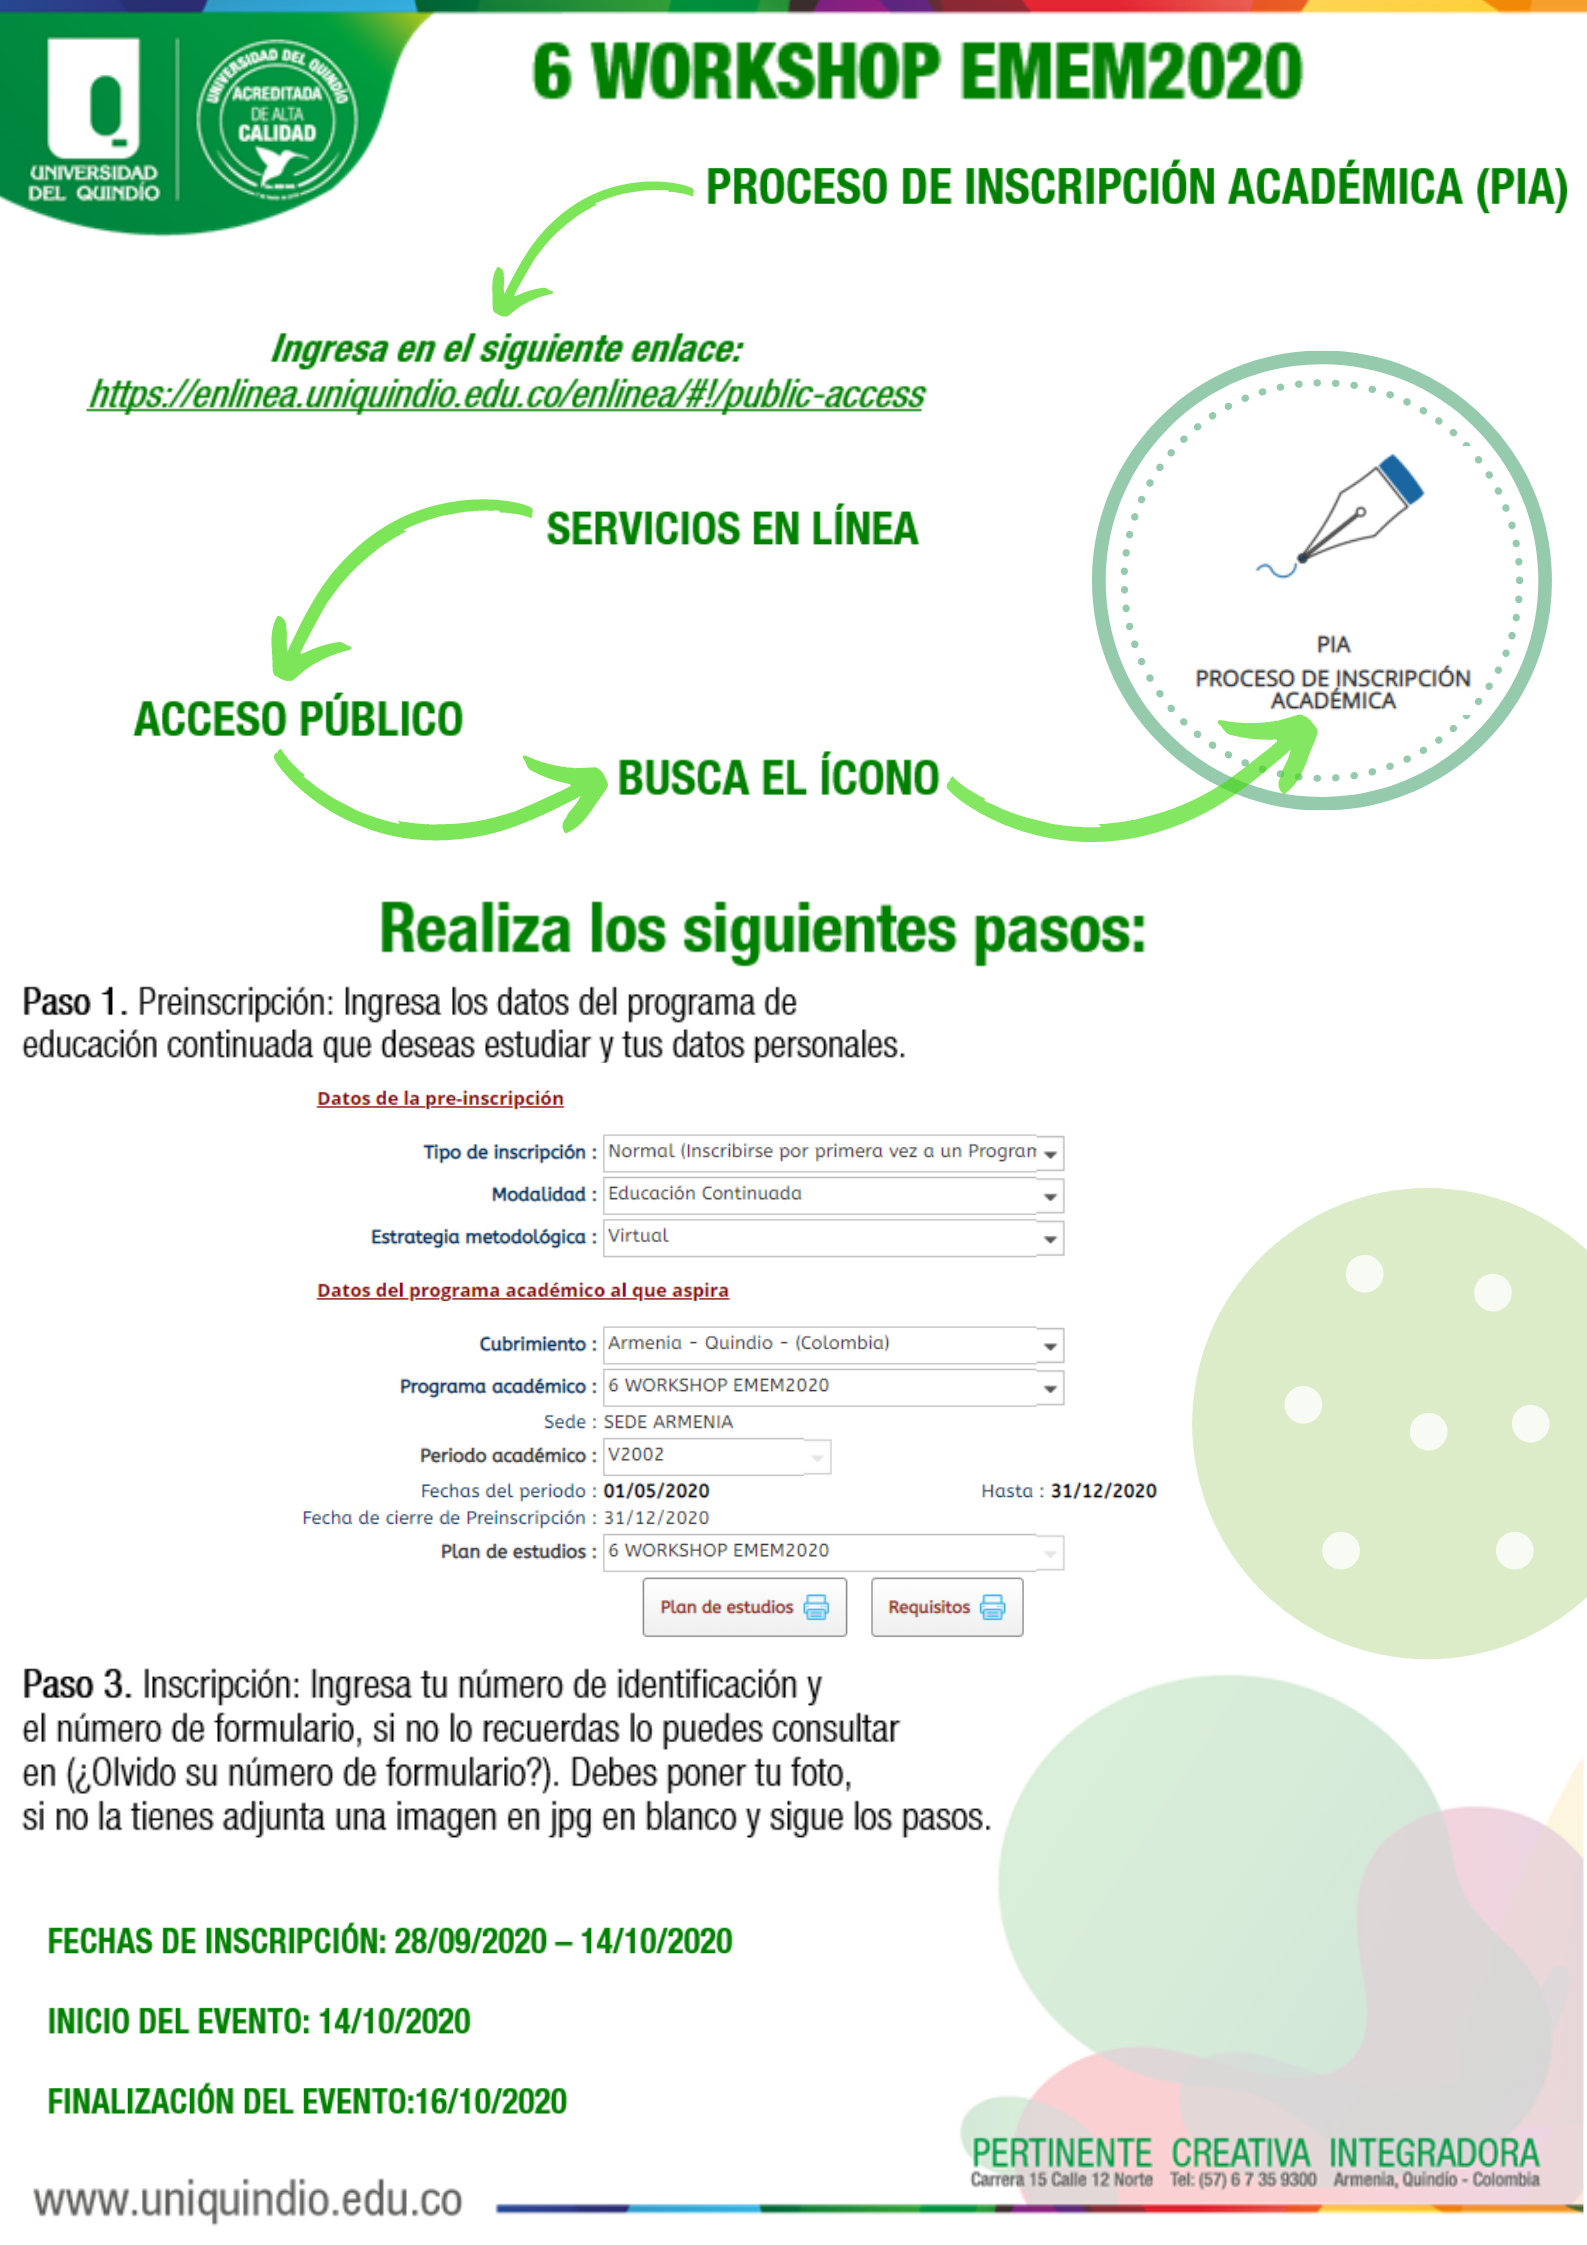 6 WORKSHOP EMEM2020
UNIVERSIDAD
DEL QUINDÍO
UNIVERSIDAD DEL QUINDÍO
ACREDITADA
DE ALTA
CALIDAD
PROCESO DE INSCRIPCIÓN ACADÉMICA (PIA)
Ingresa en el siguiente enlace:
https://enlinea.uniquindio.edu.co/enlinea/#!/public-access
SERVICIOS EN LÍNEA
ACCESO PÚBLICO
BUSCA EL ÍCONO
PIA
PROCESO DE INSCRIPCIÓN
ACADÉMICA
Realiza los siguientes pasos:
Paso 1. Preinscripción: Ingresa los datos del programa de
educación continuada que deseas estudiar y tus datos personales.
Datos de la pre-inscripción
Tipo de inscripción : Normal (Inscribirse por primera vez a un Program
Modalidad : Educación Continuada
Estrategia metodológica : Virtual
Datos del programa académico al que aspira
Cubrimiento : Armenia - Quindio - (Colombia)
Programa académico : 6 WORKSHOP EMEM2020
Sede : SEDE ARMENIA
Periodo académico : V2002
Fechas del periodo : 01/05/2020 Hasta : 31/12/2020
Fecha de cierre de Preinscripción : 31/12/2020
Plan de estudios : 6 WORKSHOP EMEM2020
Plan de estudios Requisitos
Paso 3. Inscripción: Ingresa tu número de identificación y
el número de formulario, si no lo recuerdas lo puedes consultar
en (¿Olvido su número de formulario?). Debes poner tu foto,
si no la tienes adjunta una imagen en jpg en blanco y sigue los pasos.
FECHAS DE INSCRIPCIÓN: 28/09/2020 – 14/10/2020
INICIO DEL EVENTO: 14/10/2020
FINALIZACIÓN DEL EVENTO:16/10/2020
PERTINENTE CREATIVA INTEGRADORA
Carrera 15 Calle 12 Norte Tel: (57) 6 7 35 9300 Armenia, Quindío - Colombia
www.uniquindio.edu.co